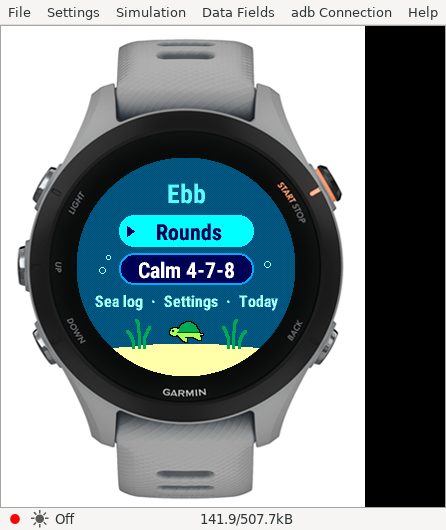 File Settings Simulation Data Fields adb Connection Help
START STOP
LIGHT
Ebb
Rounds
UP
Calm 4-7-8
Sea log · Settings · Today
DOWN
BACK
GARMIN
Off 141.9/507.7kB